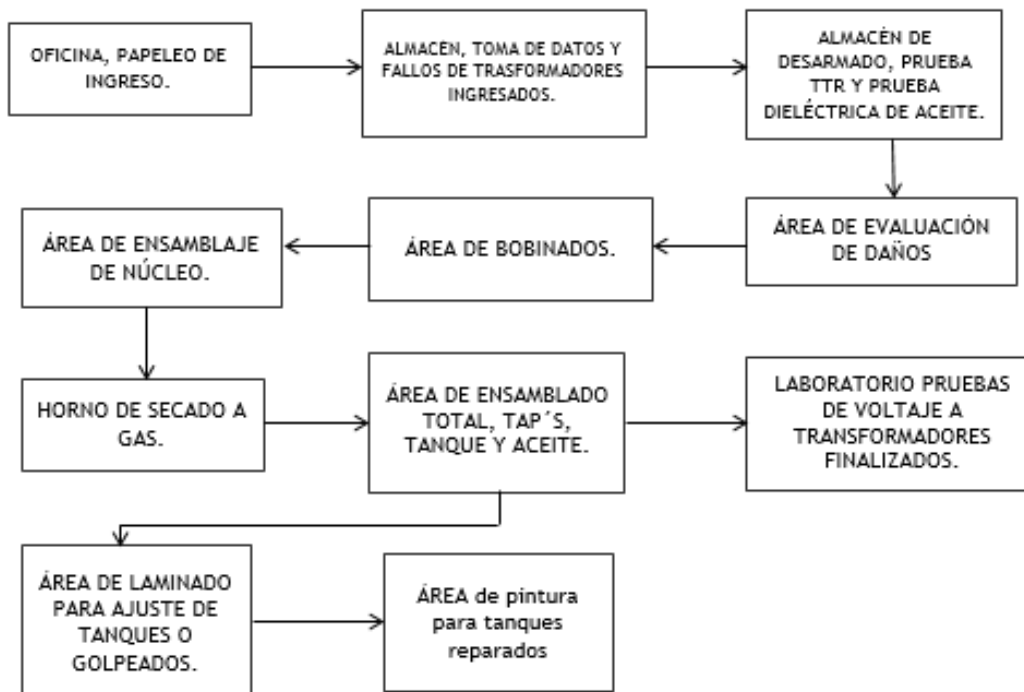 OFICINA, PAPELEO DE
INGRESO.
ALMACÉN, TOMA DE DATOS Y
FALLOS DE TRASFORMADORES
INGRESADOS.
ALMACÉN DE
DESARMADO, PRUEBA
TTR Y PRUEBA
DIELÉCTRICA DE ACEITE.
ÁREA DE ENSAMBLAJE
DE NÚCLEO.
ÁREA DE BOBINADOS.
ÁREA DE EVALUACIÓN
DE DAÑOS
HORNO DE SECADO A
GAS.
ÁREA DE ENSAMBLADO
TOTAL, TAP´S,
TANQUE Y ACEITE.
LABORATORIO PRUEBAS
DE VOLTAJE A
TRANSFORMADORES
FINALIZADOS.
ÁREA DE LAMINADO
PARA AJUSTE DE
TANQUES O
GOLPEADOS.
ÁREA de pintura
para tanques
reparados